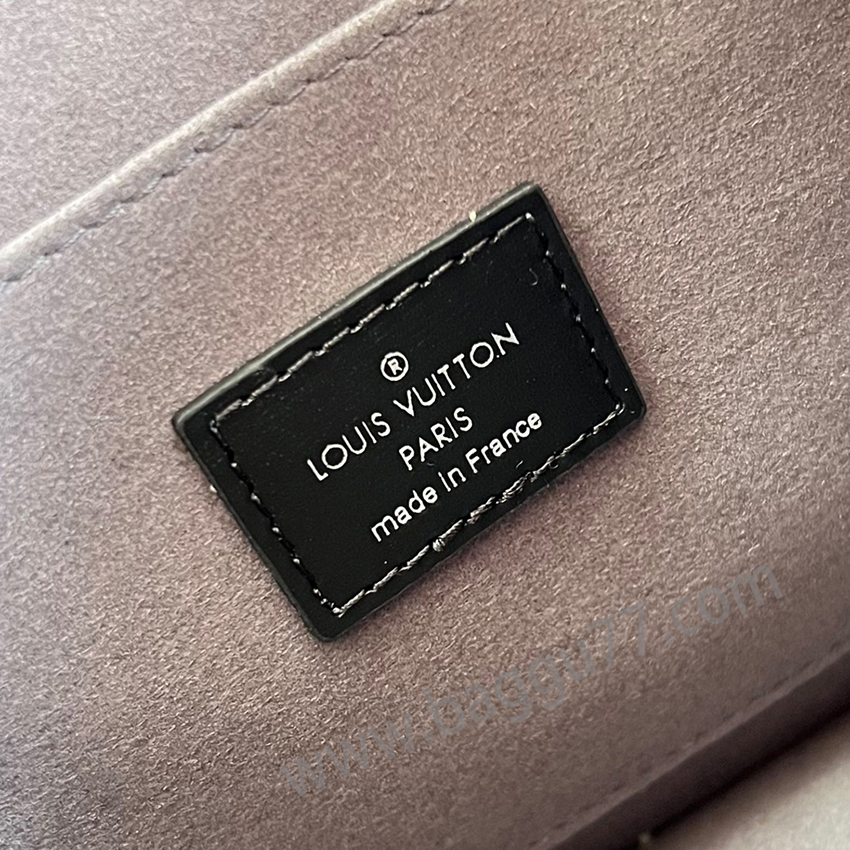 ®
LOUIS VUITTON
PARIS
made in France
www.baggu77.com